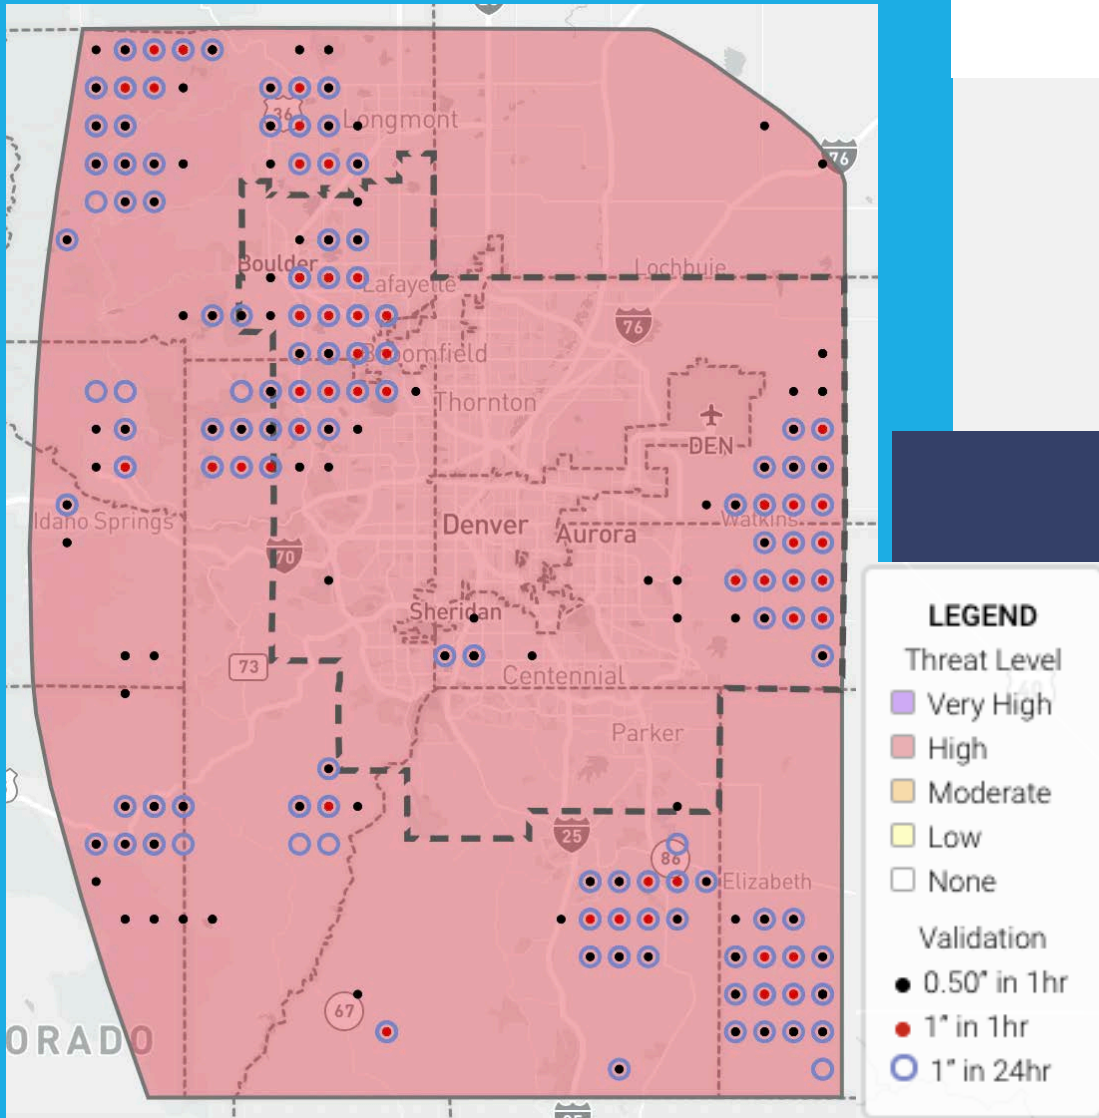 36
Longmont
76
Boulder
Lafayette
Lochbuie
76
Broomfield
Thornton
DEN
Idaho Springs
Denver
Aurora
Watkins
70
Sheridan
73
Centennial
Parker
25
86
Elizabeth
67
ORADO
LEGEND
Threat Level
Very High
High
Moderate
Low
None
Validation
0.50" in 1hr
1" in 1hr
1" in 24hr